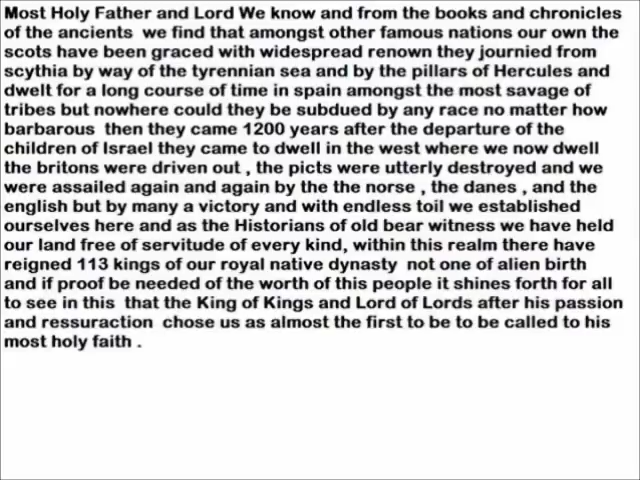 Most Holy Father and Lord We know and from the books and chronicles
of the ancients we find that amongst other famous nations our own the
scots have been graced with widespread renown they journied from
scythia by way of the tyrennian sea and by the pillars of Hercules and
dwelt for a long course of time in spain amongst the most savage of
tribes but nowhere could they be subdued by any race no matter how
barbarous then they came 1200 years after the departure of the
children of Israel they came to dwell in the west where we now dwell
the britons were driven out , the picts were utterly destroyed and we
were assailed again and again by the the norse , the danes , and the
english but by many a victory and with endless toil we established
ourselves here and as the Historians of old bear witness we have held
our land free of servitude of every kind, within this realm there have
reigned 113 kings of our royal native dynasty not one of alien birth
and if proof be needed of the worth of this people it shines forth for all
to see in this that the King of Kings and Lord of Lords after his passion
and ressuraction chose us as almost the first to be to be called to his
most holy faith .